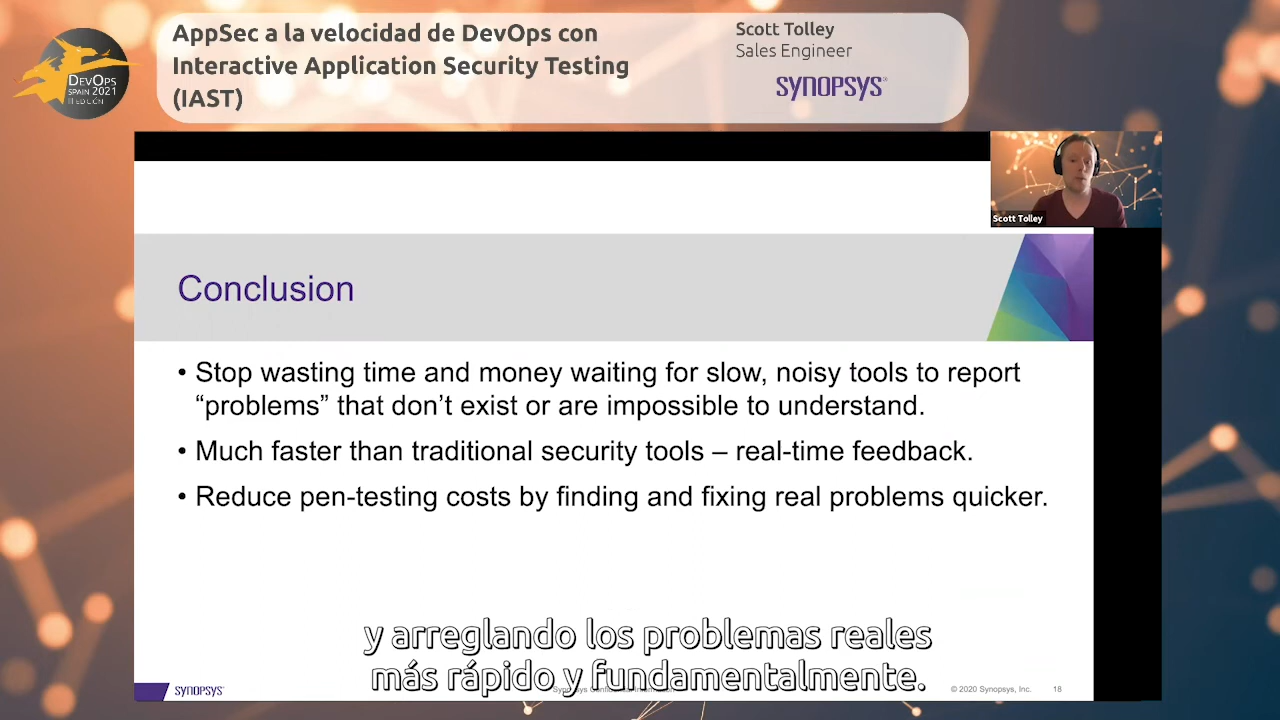 AppSec a la velocidad de DevOps con
Interactive Application Security Testing
(IAST)
Scott Tolley
Sales Engineer
SYNOPSYS®
DEVOPS
SPAIN 2021
III EDICIÓN
Scott Tolley
Conclusion
• Stop wasting time and money waiting for slow, noisy tools to report
“problems” that don’t exist or are impossible to understand.
• Much faster than traditional security tools – real-time feedback.
• Reduce pen-testing costs by finding and fixing real problems quicker.
y arreglando los problemas reales
más rápido y fundamentalmente.
SYNOPSYS®
© 2020 Synopsys, Inc. 18